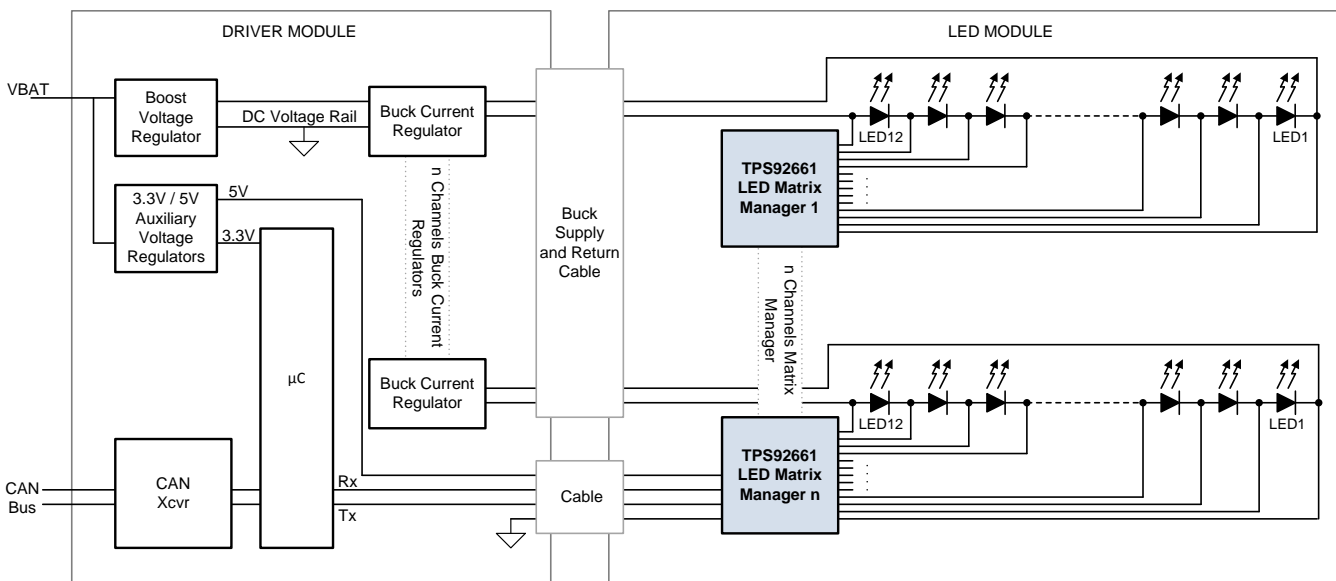 DRIVER MODULE
LED MODULE
VBAT
Boost
Voltage
Regulator
DC Voltage Rail
Buck Current
Regulator
3.3V / 5V
Auxiliary
Voltage
Regulators
5V
3.3V
n Channels Buck Current
Regulators
Buck
Supply
and Return
Cable
LED12
LED1
TPS92661
LED Matrix
Manager 1
n Channels Matrix
Manager
µC
Buck Current
Regulator
LED12
LED1
TPS92661
LED Matrix
Manager n
CAN
Bus
CAN
Xcvr
Rx
Tx
Cable